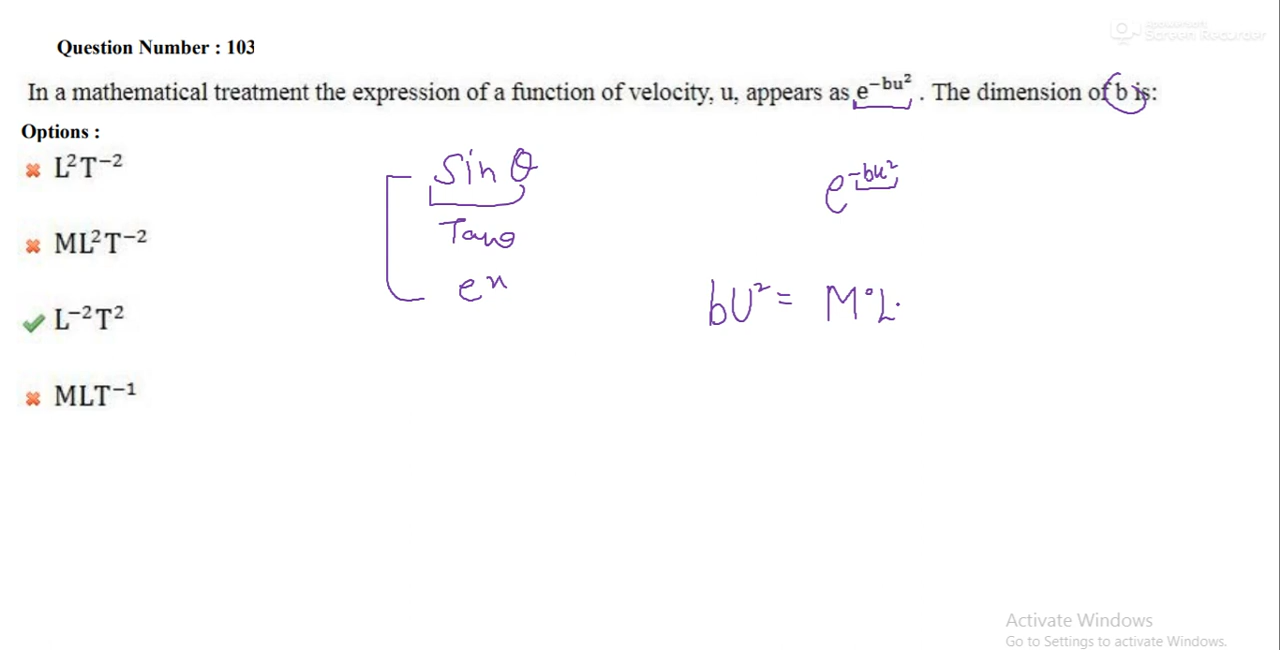 Question Number : 103
Screen Recorder
In a mathematical treatment the expression of a function of velocity, u, appears as e⁻ᵇᵘ² . The dimension of b is:
Options :
L²T⁻²
ML²T⁻²
L⁻²T²
MLT⁻¹
Sin θ
Tanθ
eˣ
e⁻ᵇᵘ²
bU² = M°L
Activate Windows
Go to Settings to activate Windows.